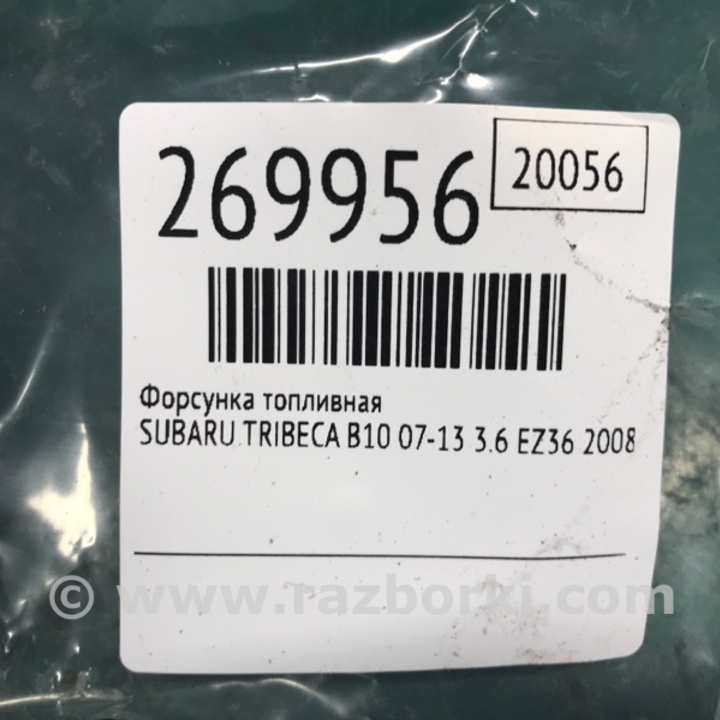 269956
20056
Форсунка топливная
SUBARU TRIBECA B10 07-13 3.6 EZ36 2008
© www.razborki.com